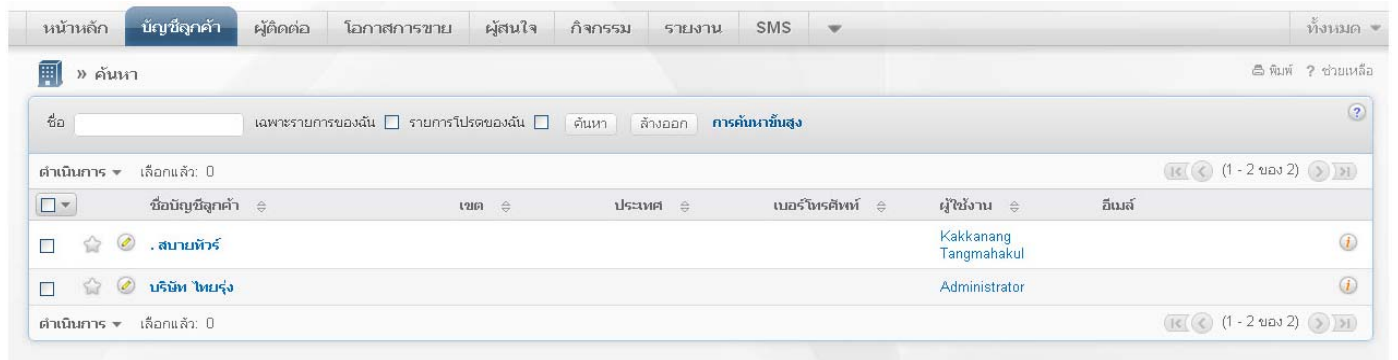 หน้าหลัก บัญชีลูกค้า ผู้ติดต่อ โอกาสการขาย ผู้สนใจ กิจกรรม รายงาน SMS ทั้งหมด
» ค้นหา พิมพ์ ? ช่วยเหลือ
ชื่อ เฉพาะรายการของฉัน รายการโปรดของฉัน ค้นหา ล้างออก การค้นหาขั้นสูง ?
ดำเนินการ เลือกแล้ว: 0 (1 - 2 ของ 2)
ชื่อบัญชีลูกค้า เขต ประเทศ เบอร์โทรศัพท์ ผู้ใช้งาน อีเมล์
. สบายทัวร์ Kakkanang
Tangmahakul
บริษัท ไทยรุ่ง Administrator
ดำเนินการ เลือกแล้ว: 0 (1 - 2 ของ 2)